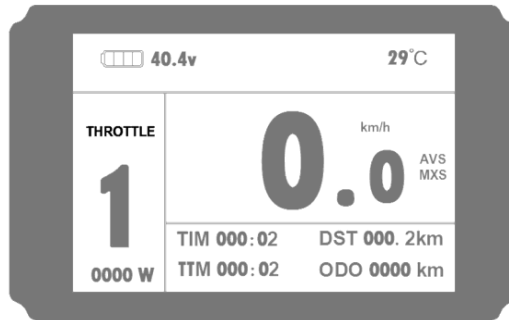 40.4v 29°C
THROTTLE
1
0000 W
0.0
km/h
AVS
MXS
TIM 000:02 DST 000. 2km
TTM 000:02 ODO 0000 km